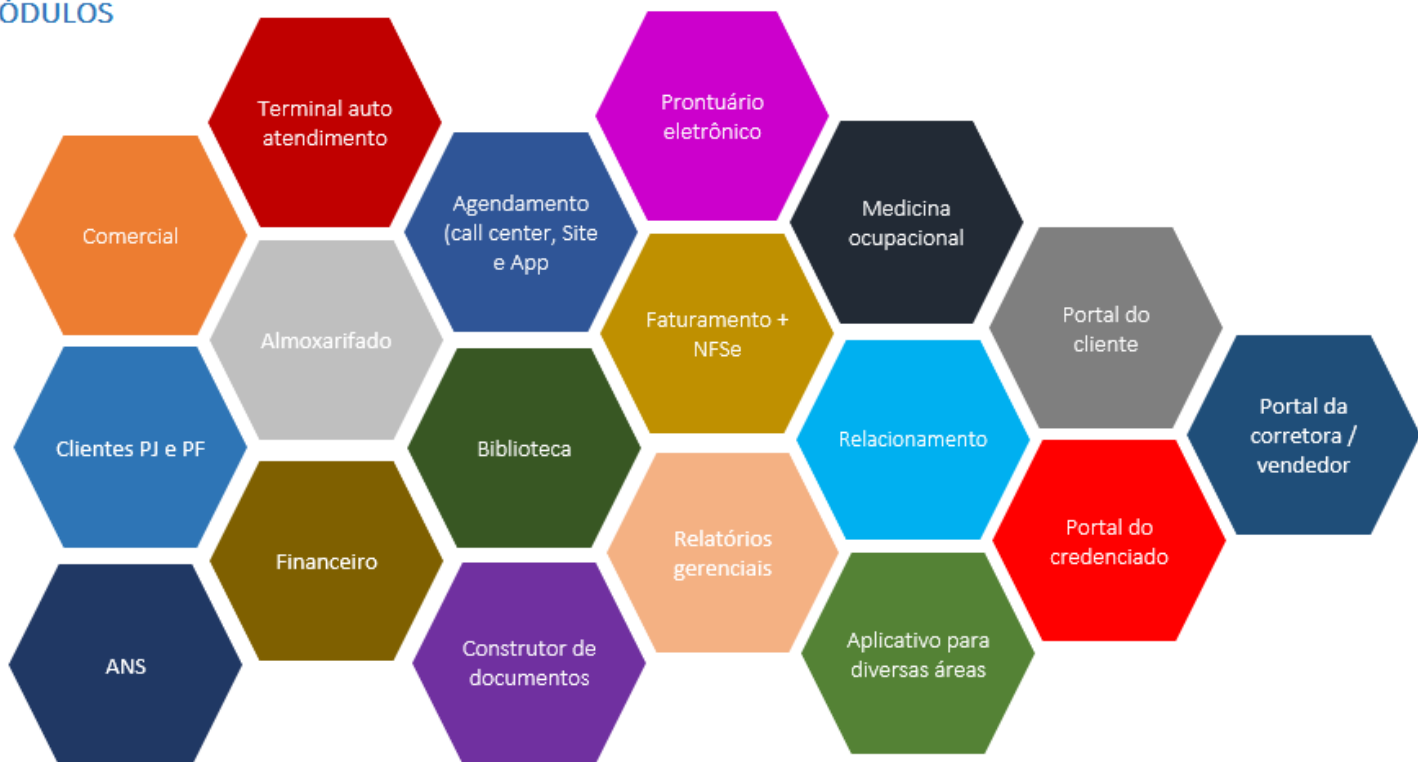 ÓDULOS
Terminal auto
atendimento
Prontuário
eletrônico
Comercial
Agendamento
(call center, Site
e App
Medicina
ocupacional
Almoxarifado
Faturamento +
NFSe
Portal do
cliente
Clientes PJ e PF
Biblioteca
Relacionamento
Portal da
corretora /
vendedor
Financeiro
Relatórios
gerenciais
Portal do
credenciado
ANS
Construtor de
documentos
Aplicativo para
diversas áreas